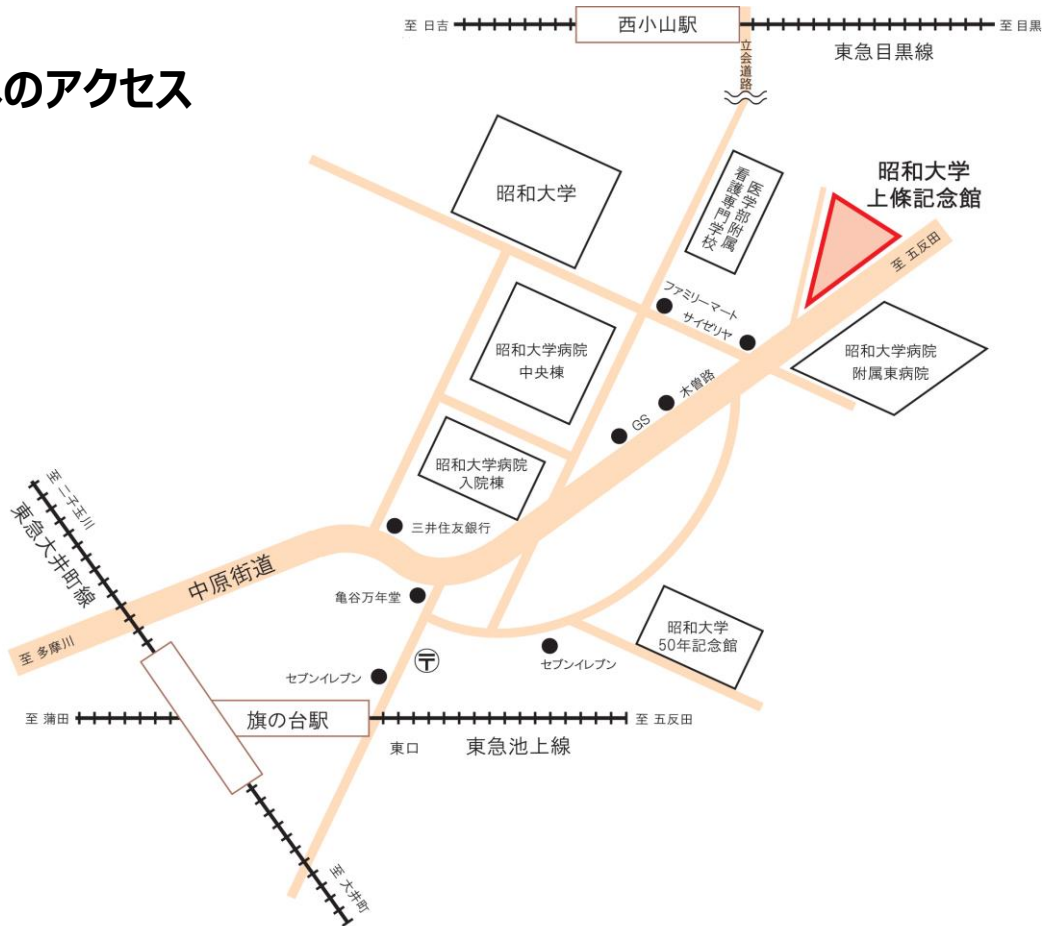 のアクセス
至 日吉
西小山駅
至 目黒
東急目黒線
立会道路
昭和大学
医学部附属
看護専門学校
昭和大学
上條記念館
至 五反田
ファミリーマート
サイゼリヤ
昭和大学病院
中央棟
昭和大学病院
附属東病院
木曽路
GS
昭和大学病院
入院棟
至 二子玉川
東急大井町線
三井住友銀行
中原街道
亀谷万年堂
至 多摩川
昭和大学
50年記念館
〒
セブンイレブン
セブンイレブン
至 蒲田
旗の台駅
至 五反田
東口
東急池上線
至 大井町